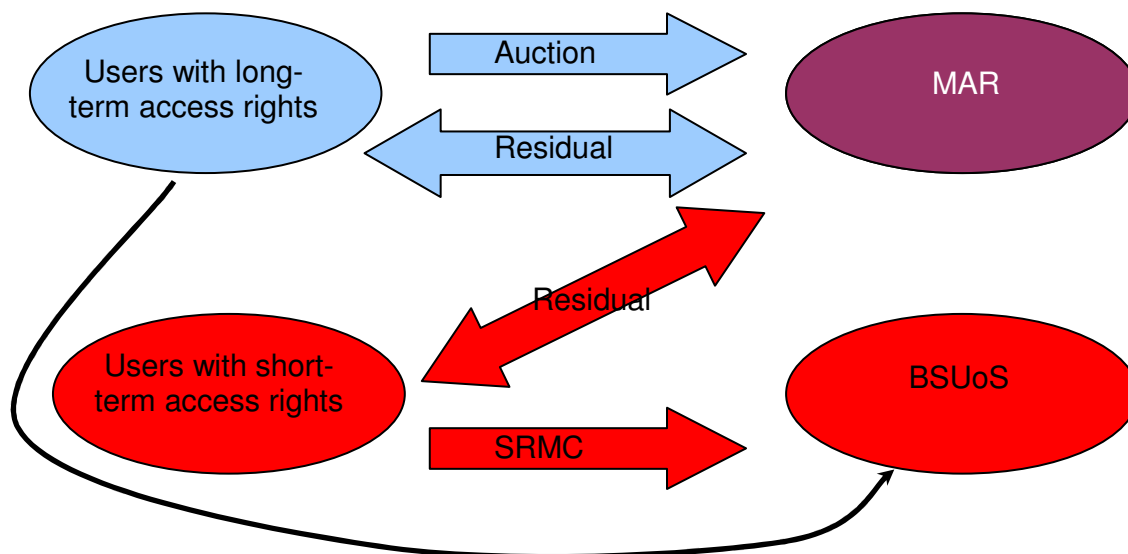 Users with long-
term access rights
Auction
MAR
Residual
Residual
Users with short-
term access rights
BSUoS
SRMC